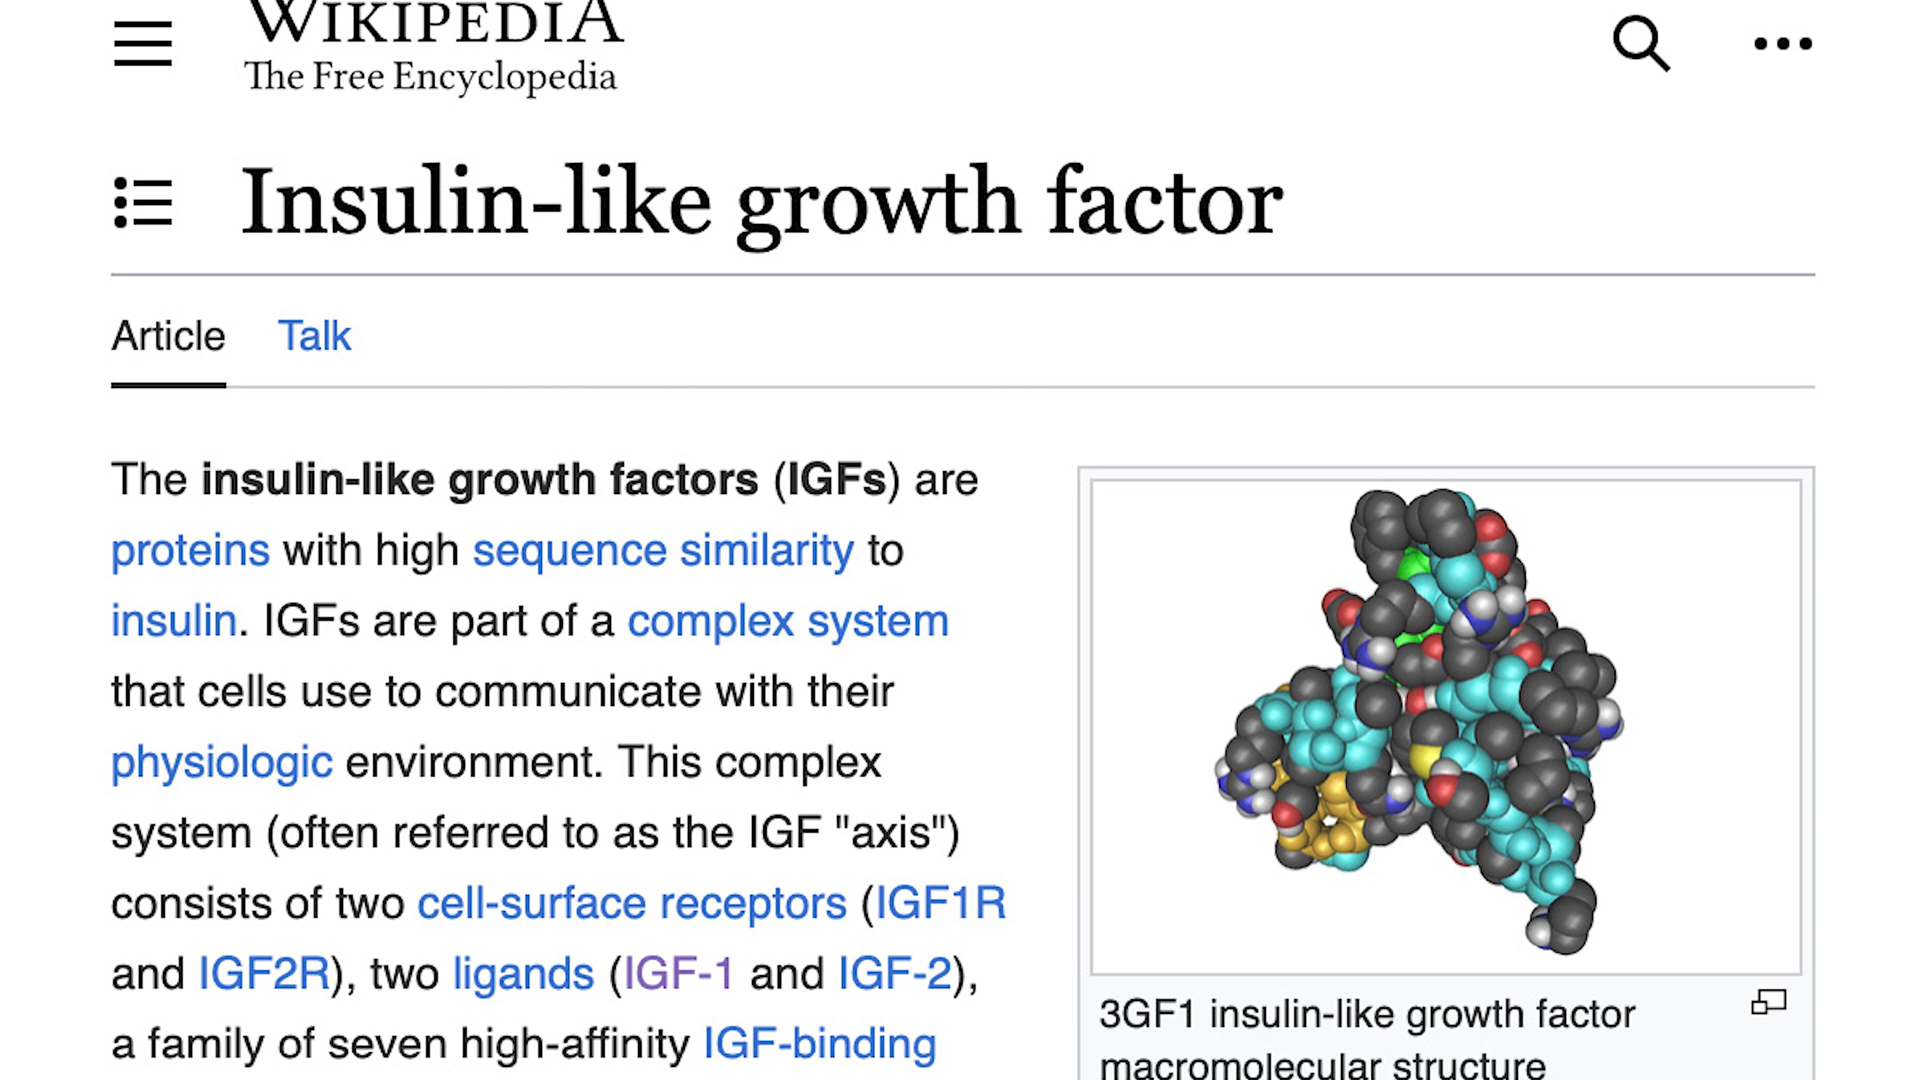 WIKIPEDIA
The Free Encyclopedia
Insulin-like growth factor
Article Talk
The insulin-like growth factors (IGFs) are
proteins with high sequence similarity to
insulin. IGFs are part of a complex system
that cells use to communicate with their
physiologic environment. This complex
system (often referred to as the IGF "axis")
consists of two cell-surface receptors (IGF1R
and IGF2R), two ligands (IGF-1 and IGF-2),
a family of seven high-affinity IGF-binding
3GF1 insulin-like growth factor
macromolecular structure